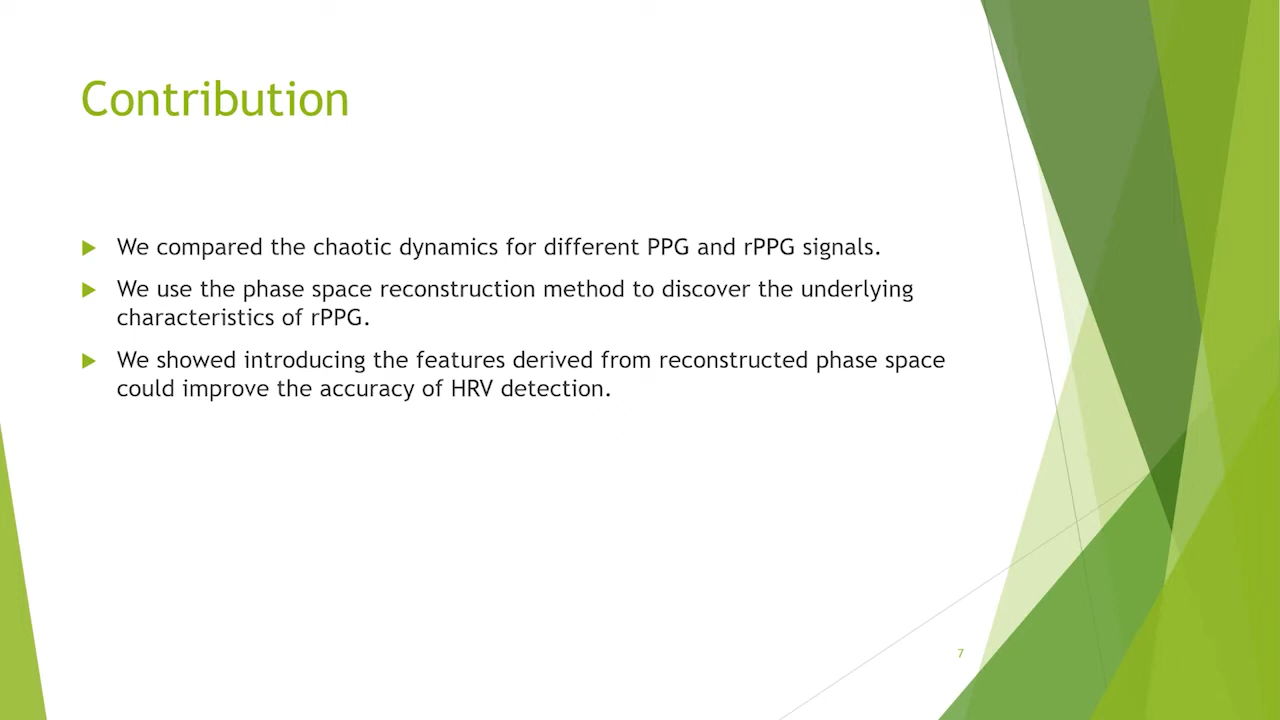 Contribution
We compared the chaotic dynamics for different PPG and rPPG signals.
We use the phase space reconstruction method to discover the underlying
characteristics of rPPG.
We showed introducing the features derived from reconstructed phase space
could improve the accuracy of HRV detection.
7